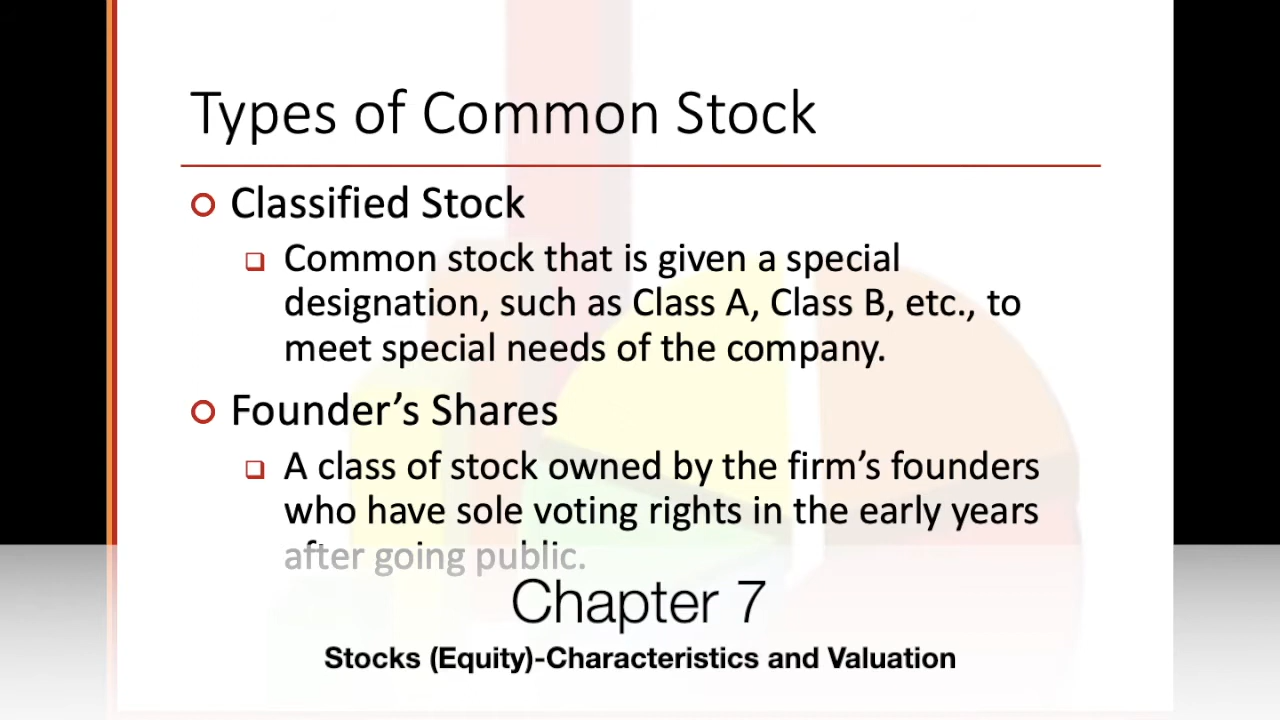 Types of Common Stock
Classified Stock
Common stock that is given a special
designation, such as Class A, Class B, etc., to
meet special needs of the company.
Founder’s Shares
A class of stock owned by the firm’s founders
who have sole voting rights in the early years
after going public.
Chapter 7
Stocks (Equity)-Characteristics and Valuation